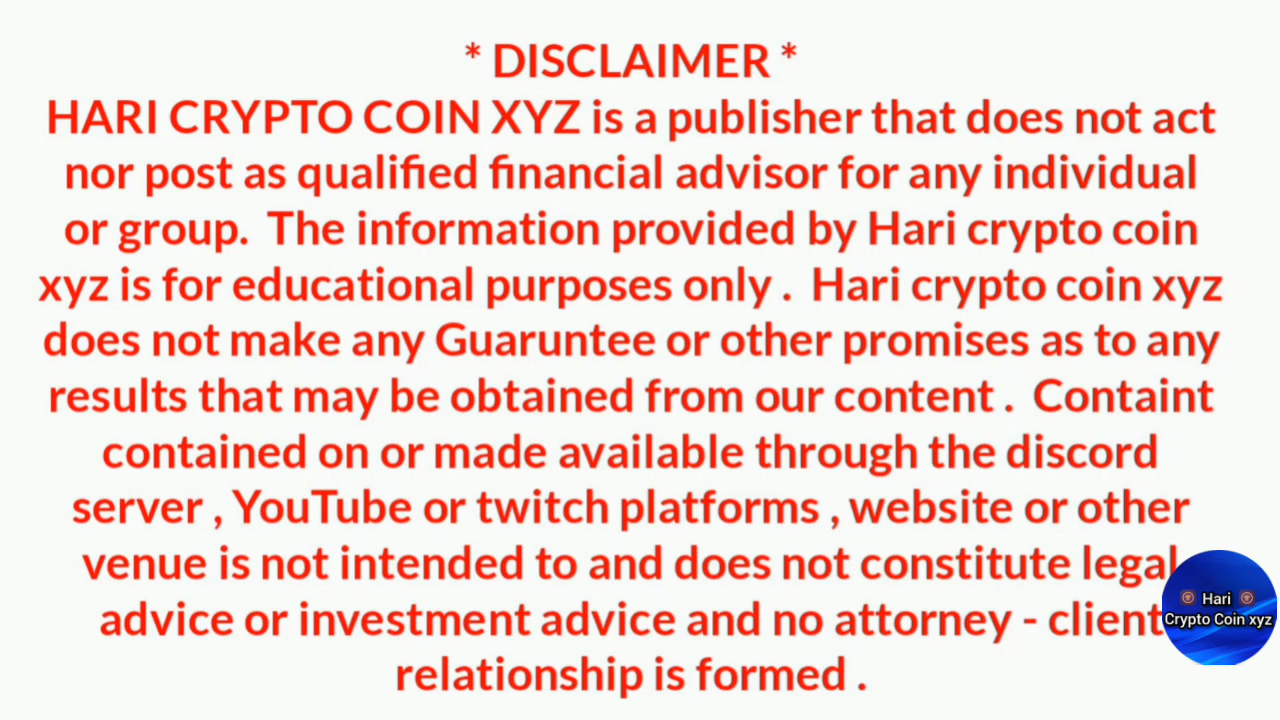 * DISCLAIMER *
HARI CRYPTO COIN XYZ is a publisher that does not act
nor post as qualified financial advisor for any individual
or group. The information provided by Hari crypto coin
xyz is for educational purposes only . Hari crypto coin xyz
does not make any Guaruntee or other promises as to any
results that may be obtained from our content . Containt
contained on or made available through the discord
server , YouTube or twitch platforms , website or other
venue is not intended to and does not constitute legal
advice or investment advice and no attorney - client
relationship is formed .
Hari
Crypto Coin xyz